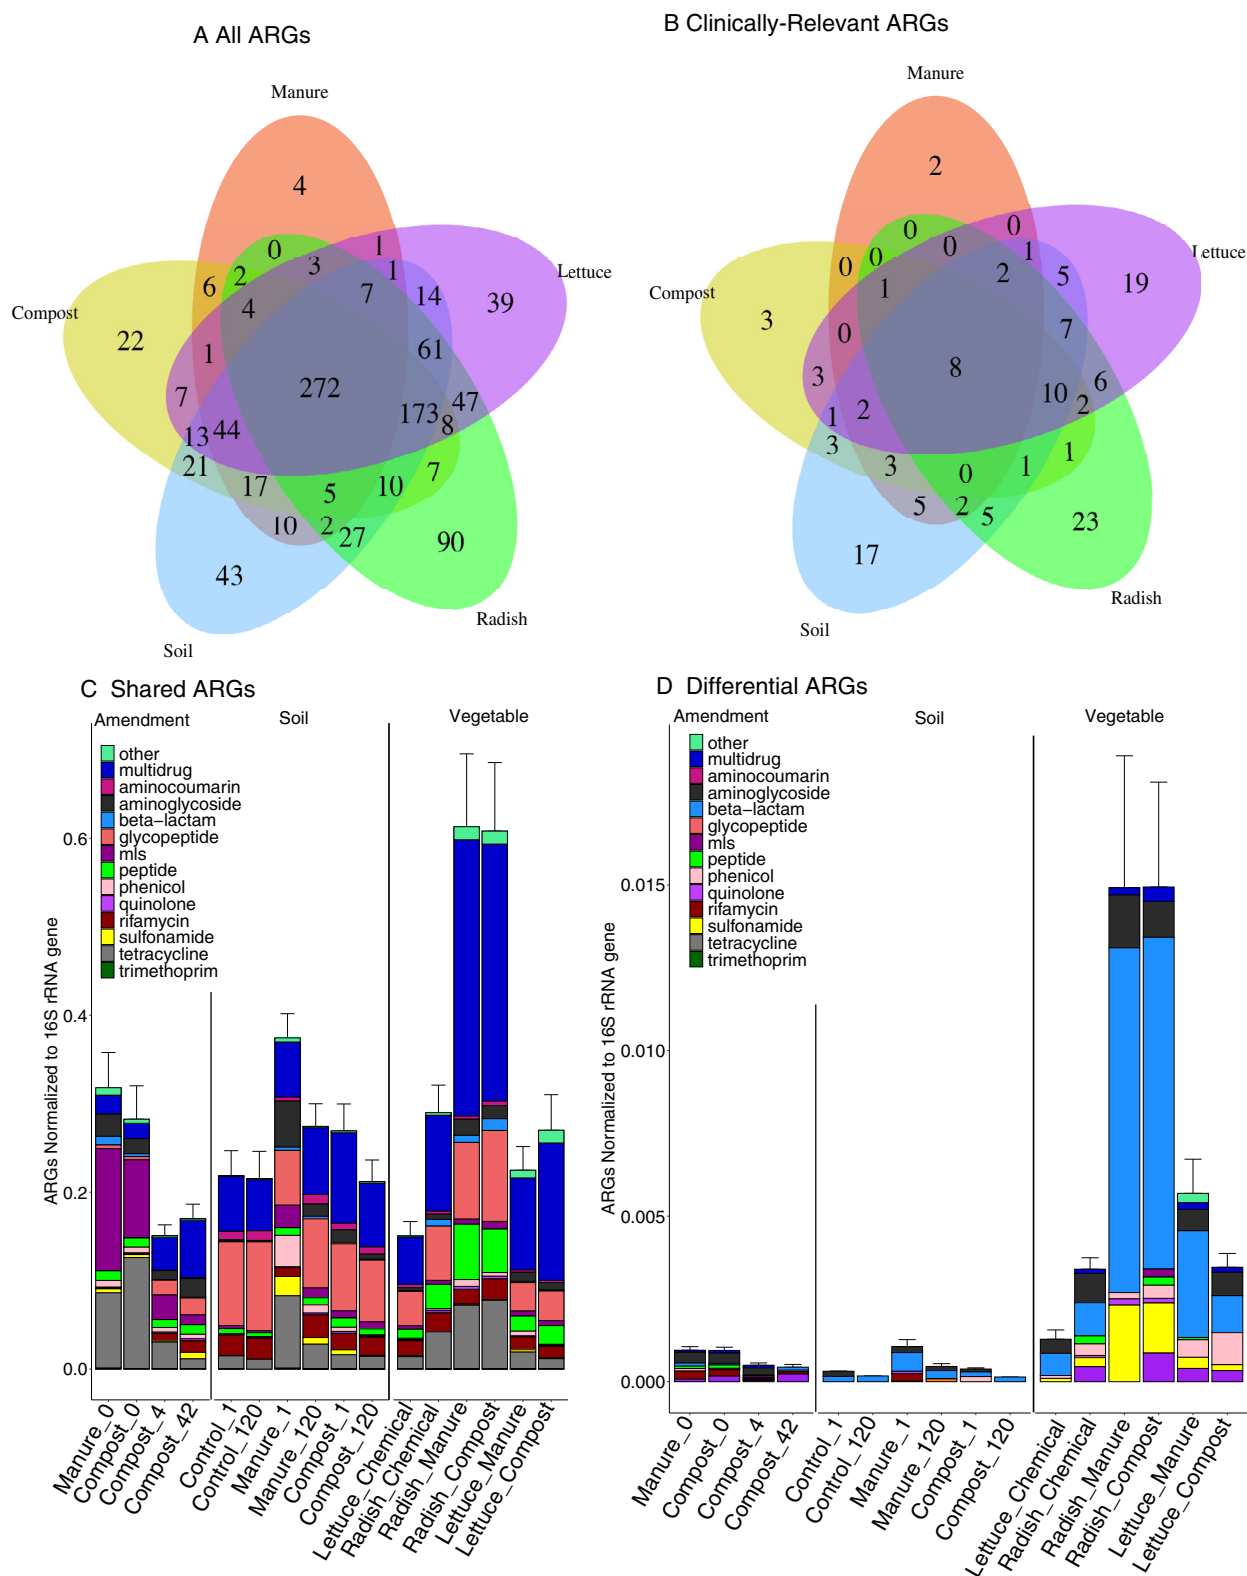 A All ARGs
B Clinically-Relevant ARGs
Manure
Lettuce
Compost
Soil
Radish
4
0
1
3
1
2
6
4
7
14
39
22
1
61
7
272
173
47
8
13
44
21
17
5
10
7
10
2
27
90
43
Manure
Lettuce
Compost
Soil
Radish
2
0
0
0
1
0
0
1
2
5
19
3
0
7
3
8
10
6
2
1
2
3
3
0
1
1
5
2
5
23
17
C Shared ARGs
Amendment
Soil
Vegetable
other
multidrug
aminocoumarin
aminoglycoside
beta−lactam
glycopeptide
mls
peptide
phenicol
quinolone
rifamycin
sulfonamide
tetracycline
trimethoprim
ARGs Normalized to 16S rRNA gene
0.6
0.4
0.2
0.0
Manure_0
Compost_0
Compost_4
Compost_42
Control_1
Control_120
Manure_1
Manure_120
Compost_1
Compost_120
Lettuce_Chemical
Radish_Chemical
Radish_Manure
Radish_Compost
Lettuce_Manure
Lettuce_Compost
D Differential ARGs
Amendment
Soil
Vegetable
other
multidrug
aminocoumarin
aminoglycoside
beta−lactam
glycopeptide
mls
peptide
phenicol
quinolone
rifamycin
sulfonamide
tetracycline
trimethoprim
ARGs Normalized to 16S rRNA gene
0.015
0.010
0.005
0.000
Manure_0
Compost_0
Compost_4
Compost_42
Control_1
Control_120
Manure_1
Manure_120
Compost_1
Compost_120
Lettuce_Chemical
Radish_Chemical
Radish_Manure
Radish_Compost
Lettuce_Manure
Lettuce_Compost